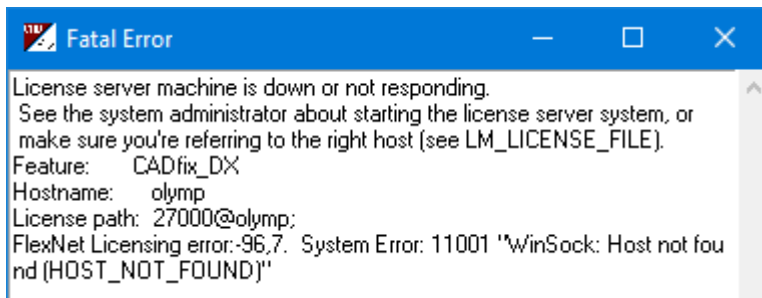 Fatal Error
License server machine is down or not responding.
See the system administrator about starting the license server system, or
make sure you're referring to the right host (see LM_LICENSE_FILE).
Feature: CADfix_DX
Hostname: olymp
License path: 27000@olymp;
FlexNet Licensing error:-96,7. System Error: 11001 "WinSock: Host not fou
nd (HOST_NOT_FOUND)"